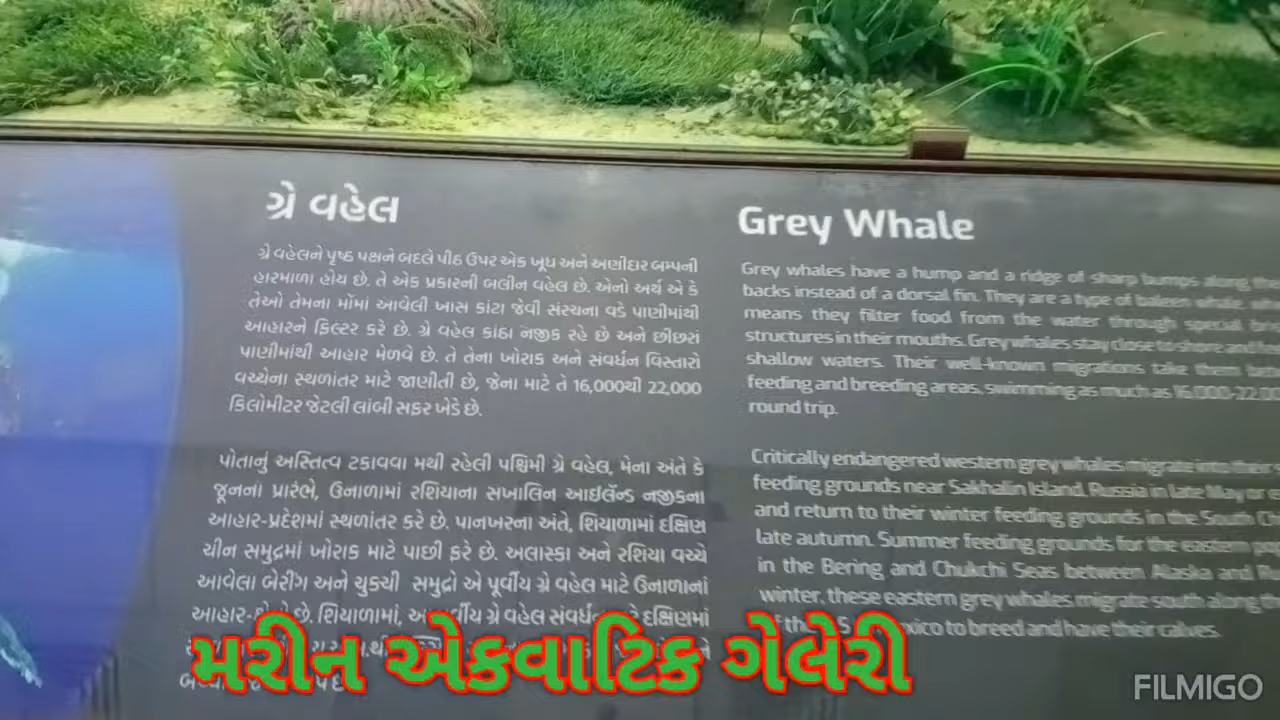 ગ્રે વહેલ
ગ્રે વહેલને પૃષ્ઠ પક્ષને બદલે પીઠ ઉપર એક ખૂંધ અને અણીદાર બમ્પની
હારમાળા હોય છે. તે એક પ્રકારની બલીન વહેલ છે. એનો અર્થ એ કે
તેઓ તેમના મોંમાં આવેલી ખાસ કાંટા જેવી સંરચના વડે પાણીમાંથી
આહારને ફિલ્ટર કરે છે. ગ્રે વહેલ કાંઠા નજીક રહે છે અને છીછરાં
પાણીમાંથી આહાર મેળવે છે. તે તેના ખોરાક અને સંવર્ધન વિસ્તારો
વચ્ચેના સ્થળાંતર માટે જાણીતી છે, જેના માટે તે 16,000થી 22,000
કિલોમીટર જેટલી લાંબી સફર ખેડે છે.
પોતાનું અસ્તિત્વ ટકાવવા મથી રહેલી પશ્ચિમી ગ્રે વહેલ, મેના અંતે કે
જૂનના પ્રારંભે, ઉનાળામાં રશિયાના સખાલિન આઇલૅન્ડ નજીકના
આહાર-પ્રદેશમાં સ્થળાંતર કરે છે. પાનખરના અંતે, શિયાળામાં દક્ષિણ
ચીન સમુદ્રમાં ખોરાક માટે પાછી ફરે છે. અલાસ્કા અને રશિયા વચ્ચે
આવેલા બેરીંગ અને ચુક્ચી સમુદ્રો એ પૂર્વીય ગ્રે વહેલ માટે ઉનાળાનાં
છે. શિયાળામાં, ગ્રે વહેલ દક્ષિણમાં
Grey Whale
Grey whales have a hump and a ridge of sharp bumps along
backs instead of a dorsal fin. They are a type of baleen whale,
means they filter food from the water through special
structures in their mouths. Grey whales stay close to shore and
shallow waters. Their well-known migrations take them
feeding and breeding areas, swimming as much as 16,000-22,
round trip.
Critically endangered western grey whales migrate into their
feeding grounds near Sakhalin Island, Russia in late May or
and return to their winter feeding grounds in the South
late autumn. Summer feeding grounds for the eastern
in the Bering and Chukchi Seas between Alaska and
winter, these eastern grey whales migrate south along
to breed and have their calves.
મરીન એકવાટિક ગેલેરી
FILMIGO